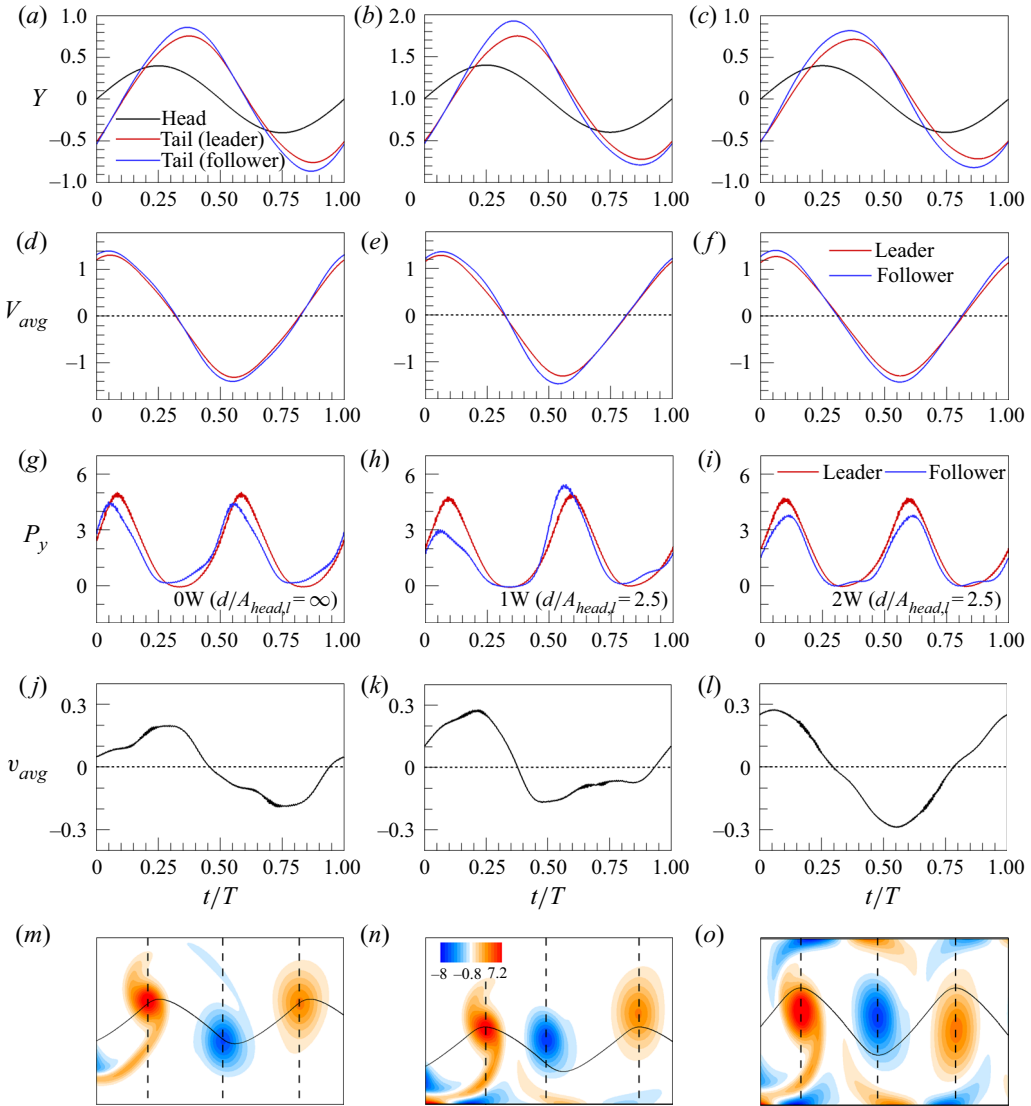 (a) (b) (c)
1.0 2.0 1.0
0.5 1.5 0.5
Y 0 1.0 0
Head
–0.5 Tail (leader) 0.5 –0.5
Tail (follower)
–1.0 –1.0
0 0.25 0.50 0.75 1.00 0 0.25 0.50 0.75 1.00 0 0.25 0.50 0.75 1.00
(d) (e) (f)
Leader
1 1 1
Follower
V_avg 0 0 0
–1 –1 –1
0 0.25 0.50 0.75 1.00 0 0.25 0.50 0.75 1.00 0 0.25 0.50 0.75 1.00
(g) (h) (i)
6 6 6 Leader Follower
P_y 3 3 3
0 0 0
0W (d/A_head,l = ∞) 1W (d/A_head,l = 2.5) 2W (d/A_head,l = 2.5)
0 0.25 0.50 0.75 1.00 0 0.25 0.50 0.75 1.00 0 0.25 0.50 0.75 1.00
(j) (k) (l)
0.3 0.3 0.3
v_avg 0 0 0
–0.3 –0.3 –0.3
0 0.25 0.50 0.75 1.00 0 0.25 0.50 0.75 1.00 0 0.25 0.50 0.75 1.00
t/T t/T t/T
(m) (n) (o)
–8 –0.8 7.2